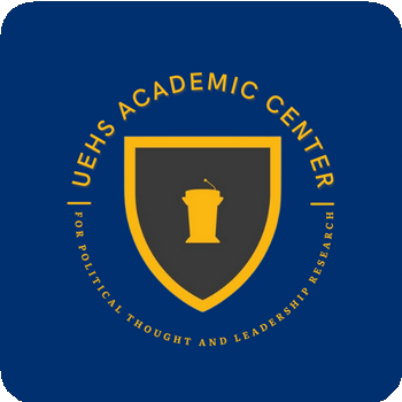 UEHS ACADEMIC CENTER
FOR POLITICAL THOUGHT AND LEADERSHIP RESEARCH